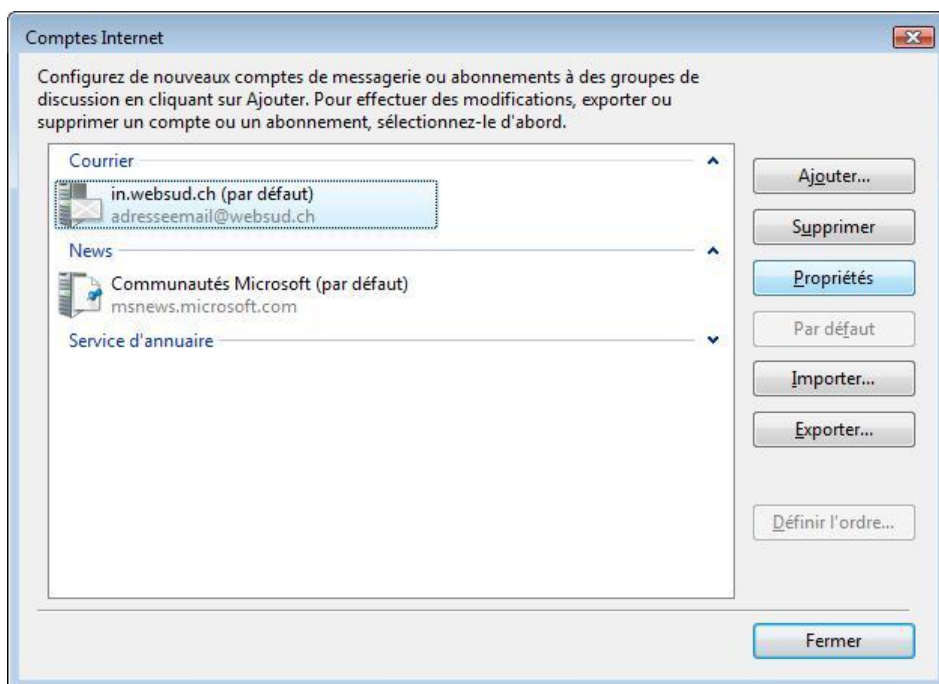 Comptes Internet
Configurez de nouveaux comptes de messagerie ou abonnements à des groupes de
discussion en cliquant sur Ajouter. Pour effectuer des modifications, exporter ou
supprimer un compte ou un abonnement, sélectionnez-le d'abord.
Courrier
in.websud.ch (par défaut)
adresseemail@websud.ch
News
Communautés Microsoft (par défaut)
msnews.microsoft.com
Service d'annuaire
Ajouter...
Supprimer
Propriétés
Par défaut
Importer...
Exporter...
Définir l'ordre...
Fermer